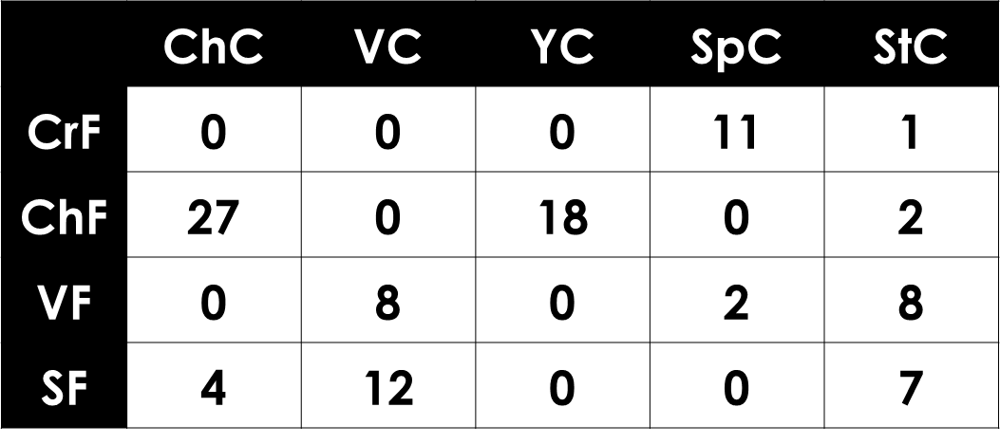 ChC VC YC SpC StC
CrF 0 0 0 11 1
ChF 27 0 18 0 2
VF 0 8 0 2 8
SF 4 12 0 0 7